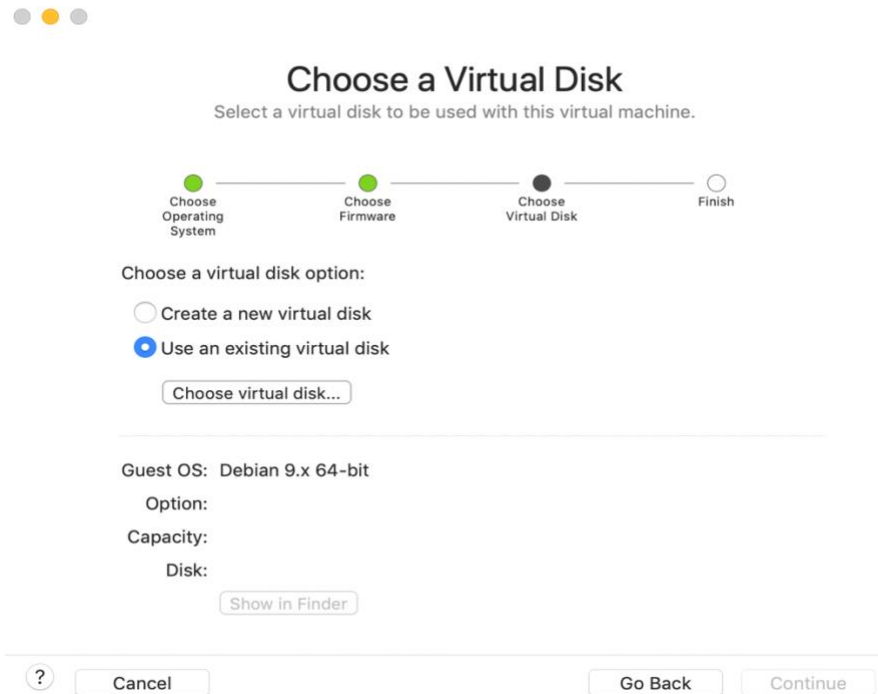 Choose a Virtual Disk
Select a virtual disk to be used with this virtual machine.
Choose
Operating
System
Choose
Firmware
Choose
Virtual Disk
Finish
Choose a virtual disk option:
Create a new virtual disk
Use an existing virtual disk
Choose virtual disk...
Guest OS: Debian 9.x 64-bit
Option:
Capacity:
Disk:
Show in Finder
? Cancel Go Back Continue